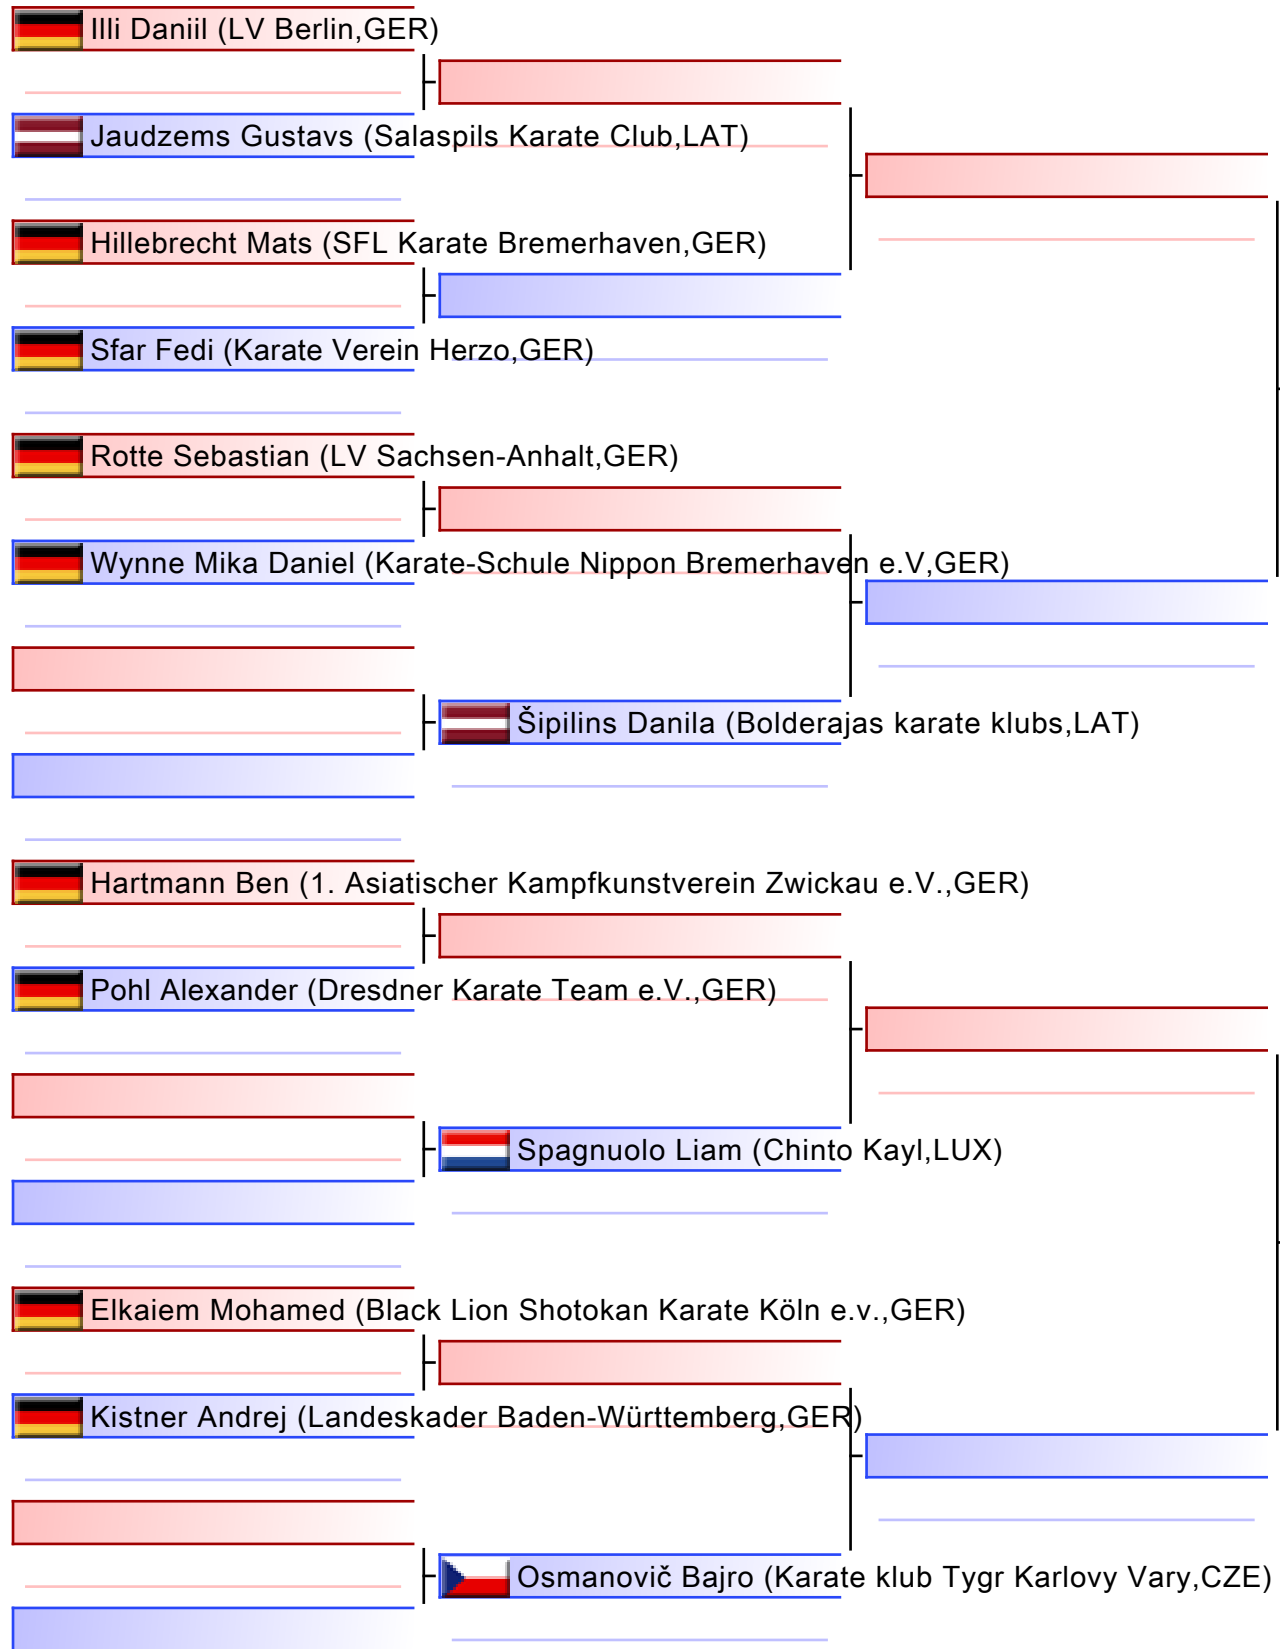 Illi Daniil (LV Berlin,GER)
Jaudzems Gustavs (Salaspils Karate Club,LAT)
Hillebrecht Mats (SFL Karate Bremerhaven,GER)
Sfar Fedi (Karate Verein Herzo,GER)
Rotte Sebastian (LV Sachsen-Anhalt,GER)
Wynne Mika Daniel (Karate-Schule Nippon Bremerhaven e.V,GER)
Šipilins Danila (Bolderajas karate klubs,LAT)
Hartmann Ben (1. Asiatischer Kampfkunstverein Zwickau e.V.,GER)
Pohl Alexander (Dresdner Karate Team e.V.,GER)
Spagnuolo Liam (Chinto Kayl,LUX)
Elkaiem Mohamed (Black Lion Shotokan Karate Köln e.v.,GER)
Kistner Andrej (Landeskader Baden-Württemberg,GER)
Osmanovič Bajro (Karate klub Tygr Karlovy Vary,CZE)